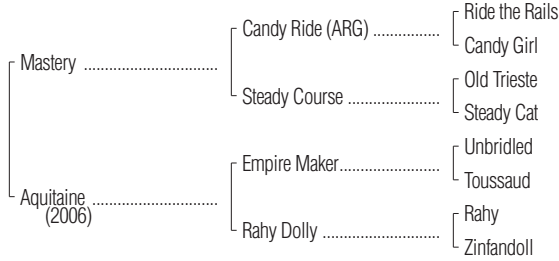 Ride the Rails
Candy Ride (ARG) ................
Candy Girl
Mastery ................................
Old Trieste
Steady Course ......................
Steady Cat
Unbridled
Empire Maker........................
Toussaud
Aquitaine ..............................
(2006)
Rahy
Rahy Dolly ............................
Zinfandoll